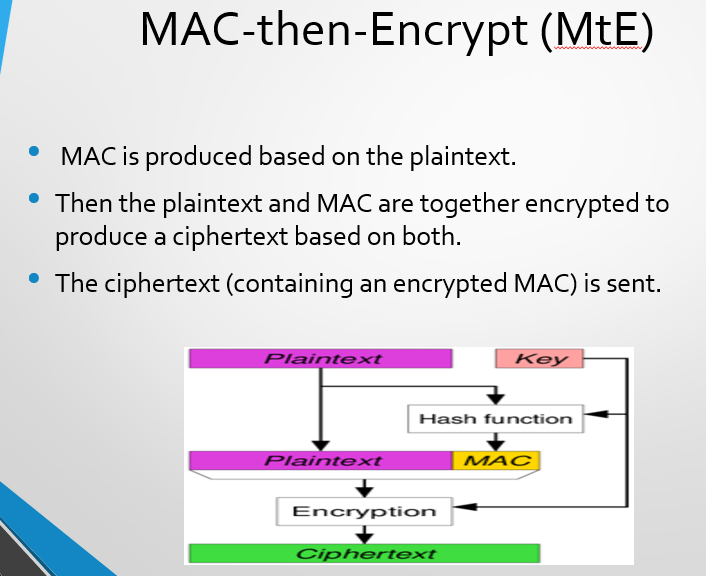 MAC-then-Encrypt (MtE)
• MAC is produced based on the plaintext.
• Then the plaintext and MAC are together encrypted to
produce a ciphertext based on both.
• The ciphertext (containing an encrypted MAC) is sent.
Plaintext Key
Hash function
Plaintext MAC
Encryption
Ciphertext